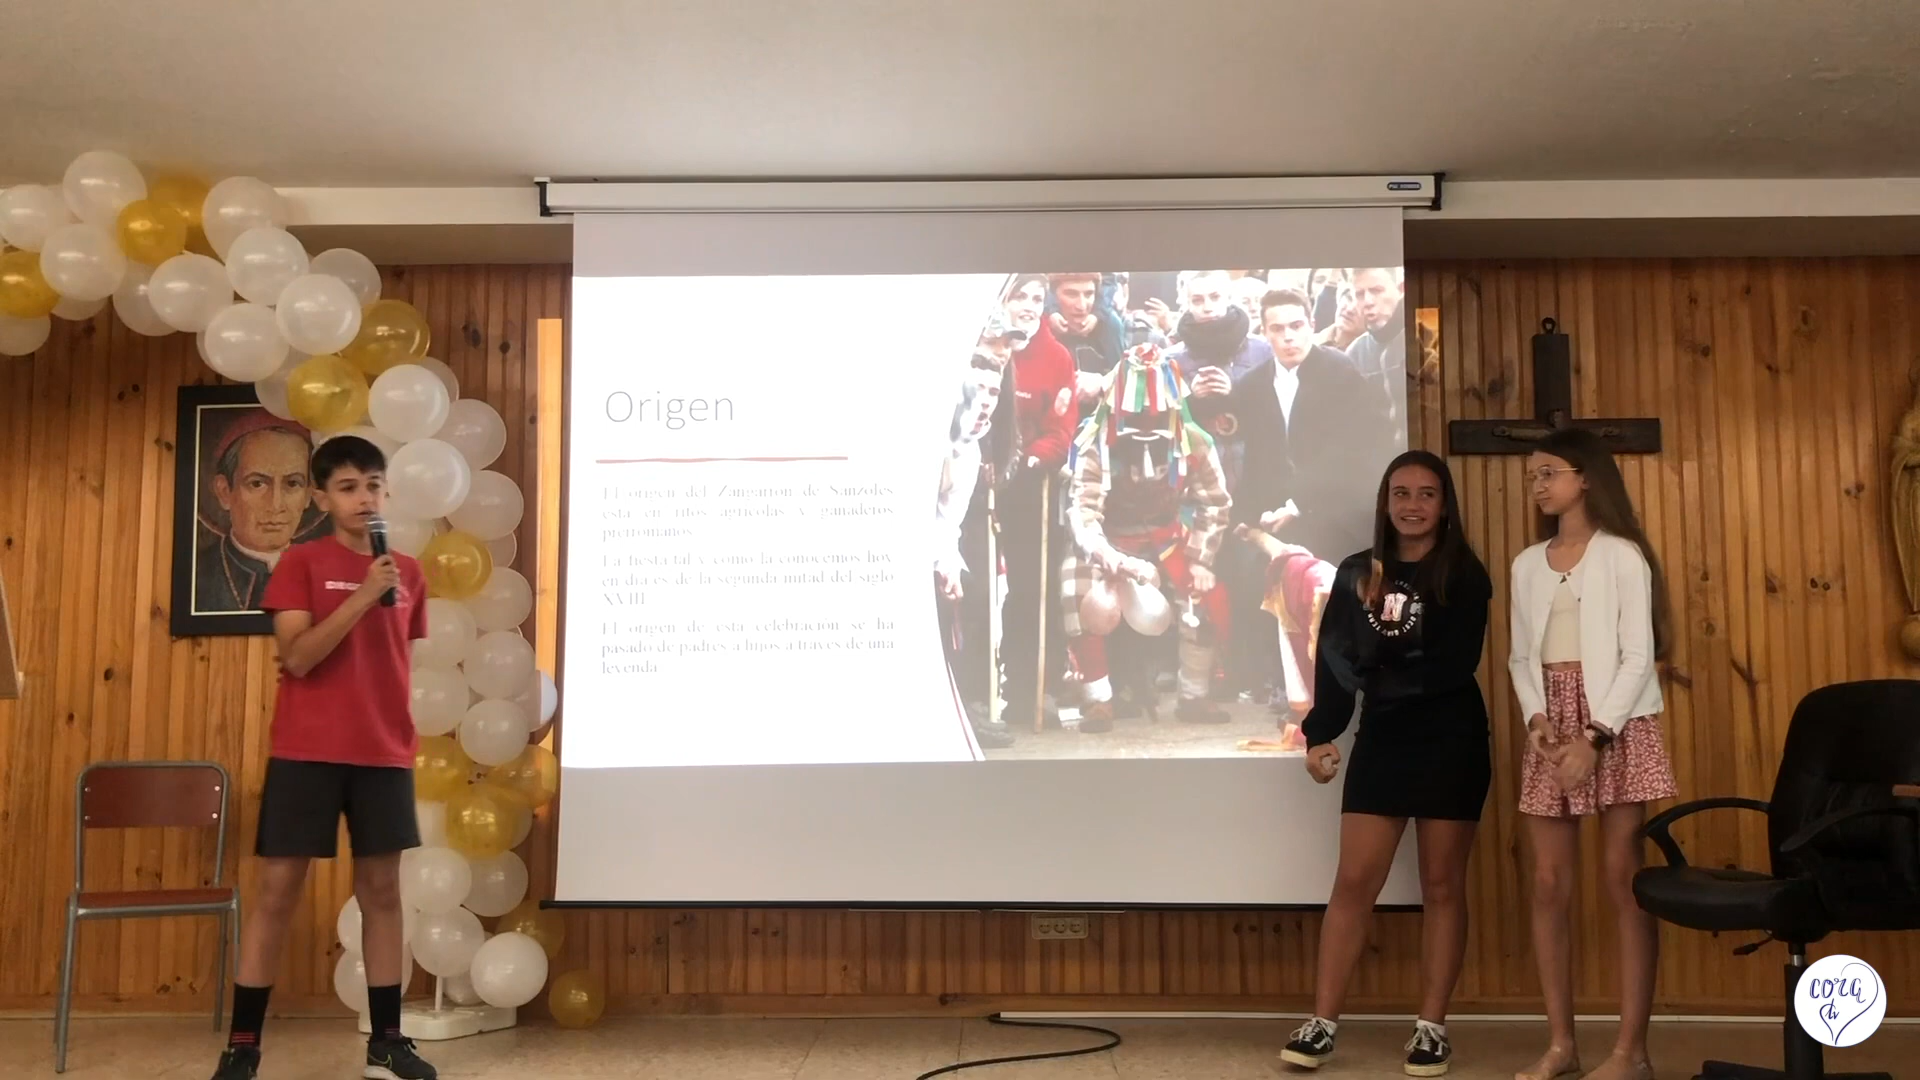 Origen
El origen del Zangarrón de Sanzoles
está en ritos agrícolas y ganaderos
prerromanos
La fiesta tal y como la conocemos hoy
en día es de la segunda mitad del siglo
XVIII
El origen de esta celebración se ha
pasado de padres a hijos a través de una
leyenda
N
CORA
tv